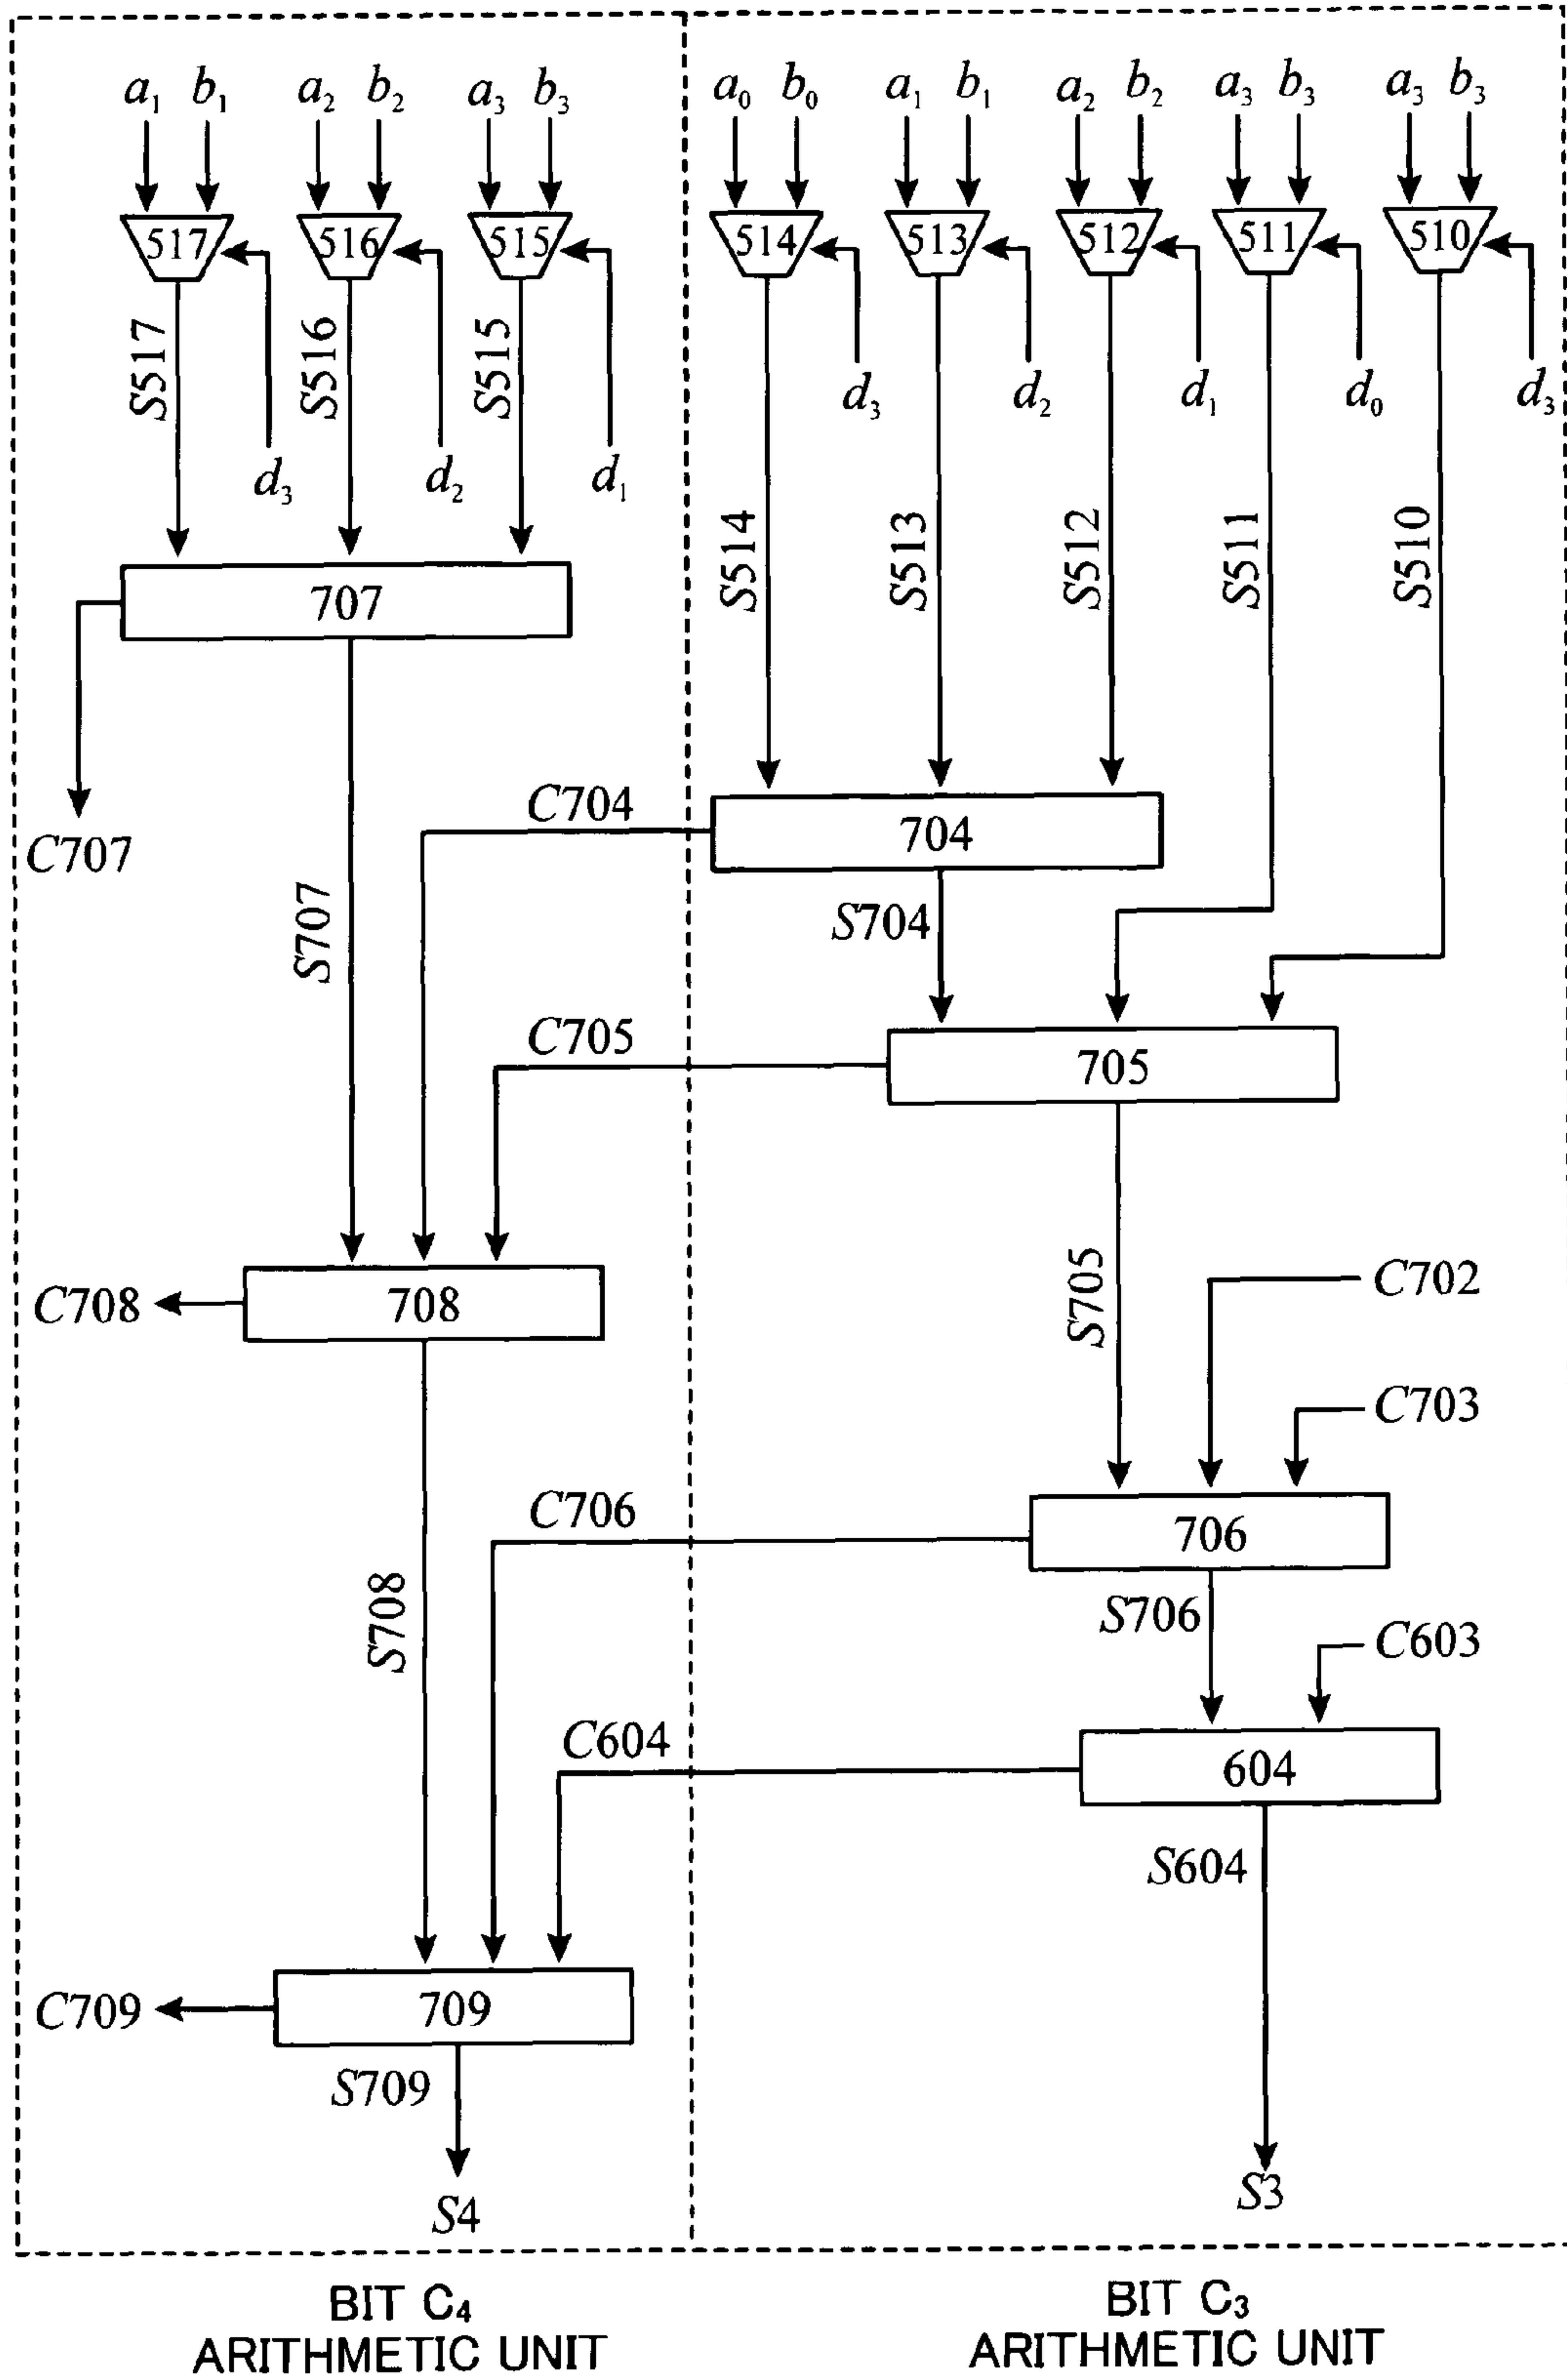 a₁ b₁ a₂ b₂ a₃ b₃ a₀ b₀ a₁ b₁ a₂ b₂ a₃ b₃ a₃ b₃
517 516 515 514 513 512 511 510
S517 S516 S515
d₃ d₂ d₁ d₀ d₃
d₃ d₂ d₁
S514 S513 S512 S511 S510
707
C704
704
C707
S707
S704
C705
705
S705
C702
C708
708
C703
C706
706
S708
S706
C603
C604
604
S604
C709
709
S709
S4
S3
BIT C₄
ARITHMETIC UNIT
BIT C₃
ARITHMETIC UNIT